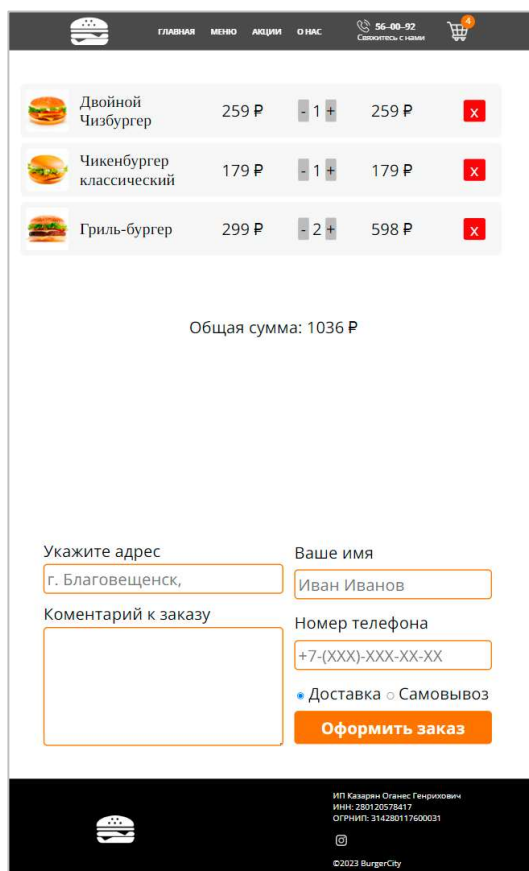 ГЛАВНАЯ МЕНЮ АКЦИИ О НАС
56-00-92
Свяжитесь с нами
4
Двойной
Чизбургер
259 ₽ - 1 + 259 ₽ x
Чикенбургер
классический
179 ₽ - 1 + 179 ₽ x
Гриль-бургер 299 ₽ - 2 + 598 ₽ x
Общая сумма: 1036 ₽
Укажите адрес
г. Благовещенск,
Коментарий к заказу
Ваше имя
Иван Иванов
Номер телефона
+7-(XXX)-XXX-XX-XX
Доставка Самовывоз
Оформить заказ
ИП Казарян Оганес Генрихович
ИНН: 280120578417
ОГРНИП: 314280117600031
©2023 BurgerCity